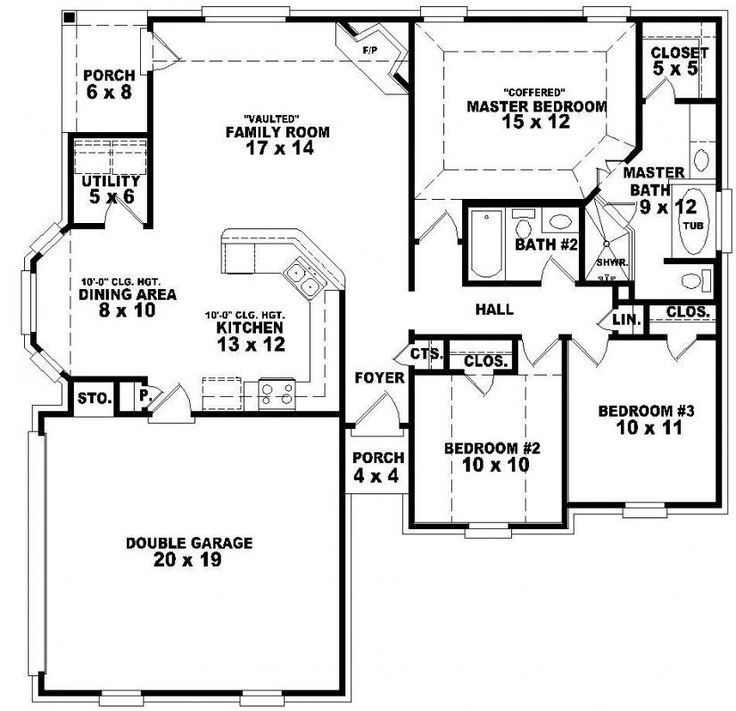 PORCH
6 x 8
F/P
"VAULTED"
FAMILY ROOM
17 x 14
"COFFERED"
MASTER BEDROOM
15 x 12
CLOSET
5 x 5
UTILITY
5 x 6
MASTER
BATH
9 x 12
TUB
BATH #2
SHWR.
10'-0" CLG. HGT.
DINING AREA
8 x 10
10'-0" CLG. HGT.
KITCHEN
13 x 12
HALL
LIN.
CLOS.
CTS.
CLOS.
FOYER
STO.
P.
PORCH
4 x 4
BEDROOM #2
10 x 10
BEDROOM #3
10 x 11
DOUBLE GARAGE
20 x 19